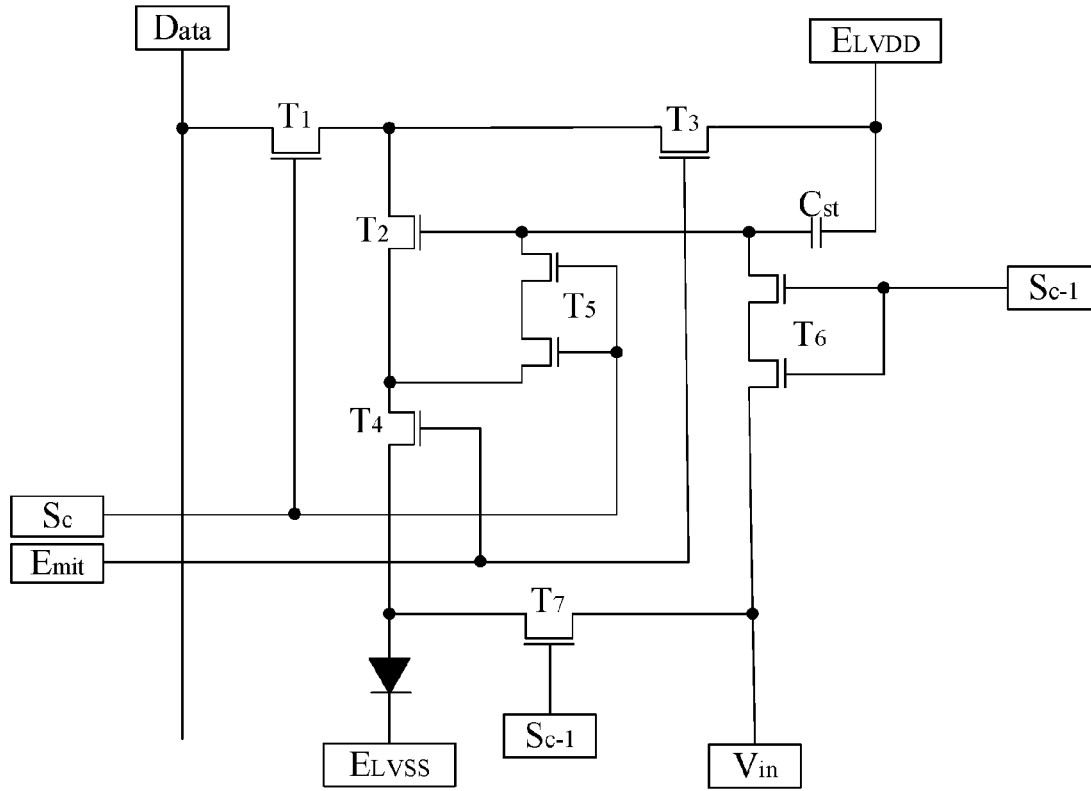 Data
ELVDD
T1
T3
Cst
T2
Sc-1
T5
T6
T4
Sc
Emit
T7
Sc-1
ELVSS
Vin